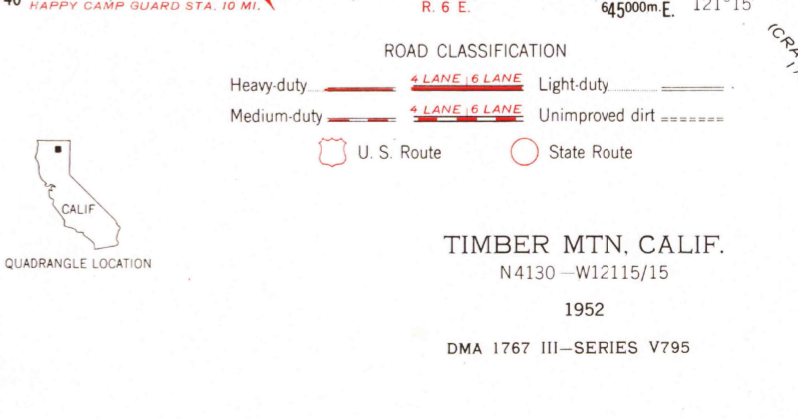 40 HAPPY CAMP GUARD STA. 10 MI. R. 6 E. 645000m.E. 121°15'
ROAD CLASSIFICATION
Heavy-duty 4 LANE 6 LANE Light-duty
Medium-duty 4 LANE 6 LANE Unimproved dirt
U. S. Route State Route
CALIF
QUADRANGLE LOCATION
TIMBER MTN, CALIF.
N4130—W12115/15
1952
DMA 1767 III—SERIES V795